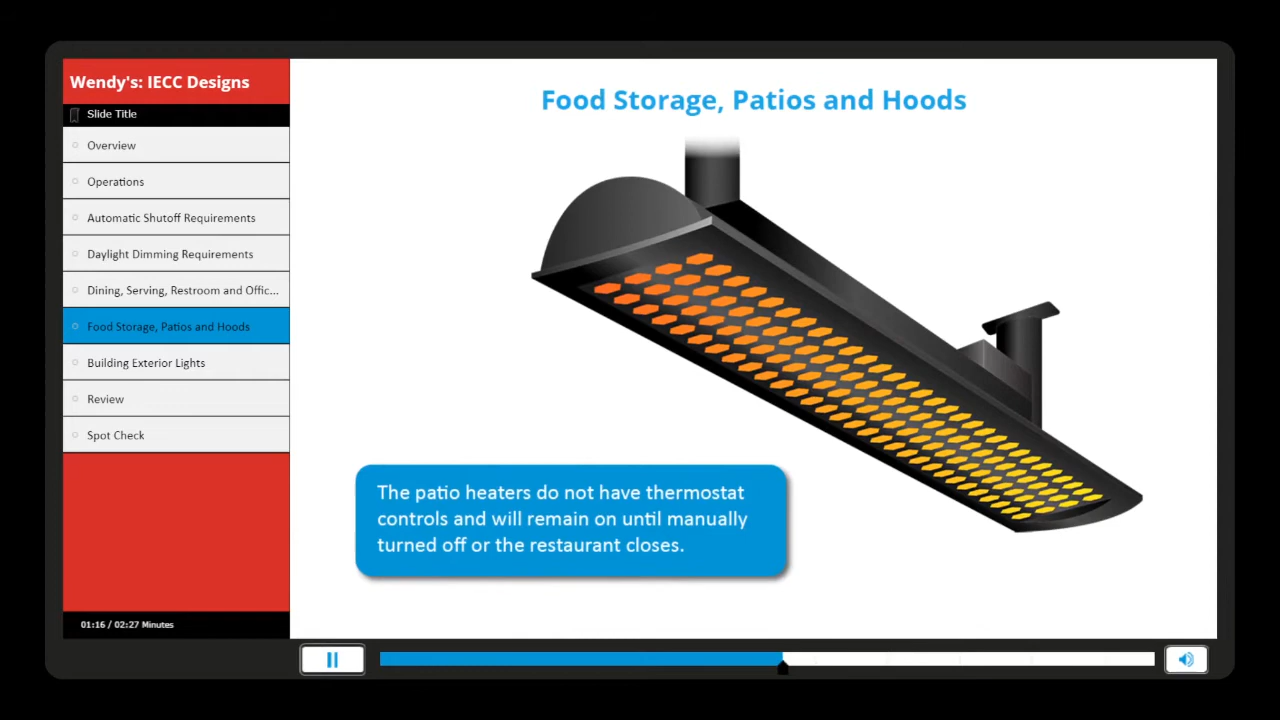 Wendy's: IECC Designs
Slide Title
Overview
Operations
Automatic Shutoff Requirements
Daylight Dimming Requirements
Dining, Serving, Restroom and Offic...
Food Storage, Patios and Hoods
Building Exterior Lights
Review
Spot Check
01:16 / 02:27 Minutes
Food Storage, Patios and Hoods
The patio heaters do not have thermostat
controls and will remain on until manually
turned off or the restaurant closes.